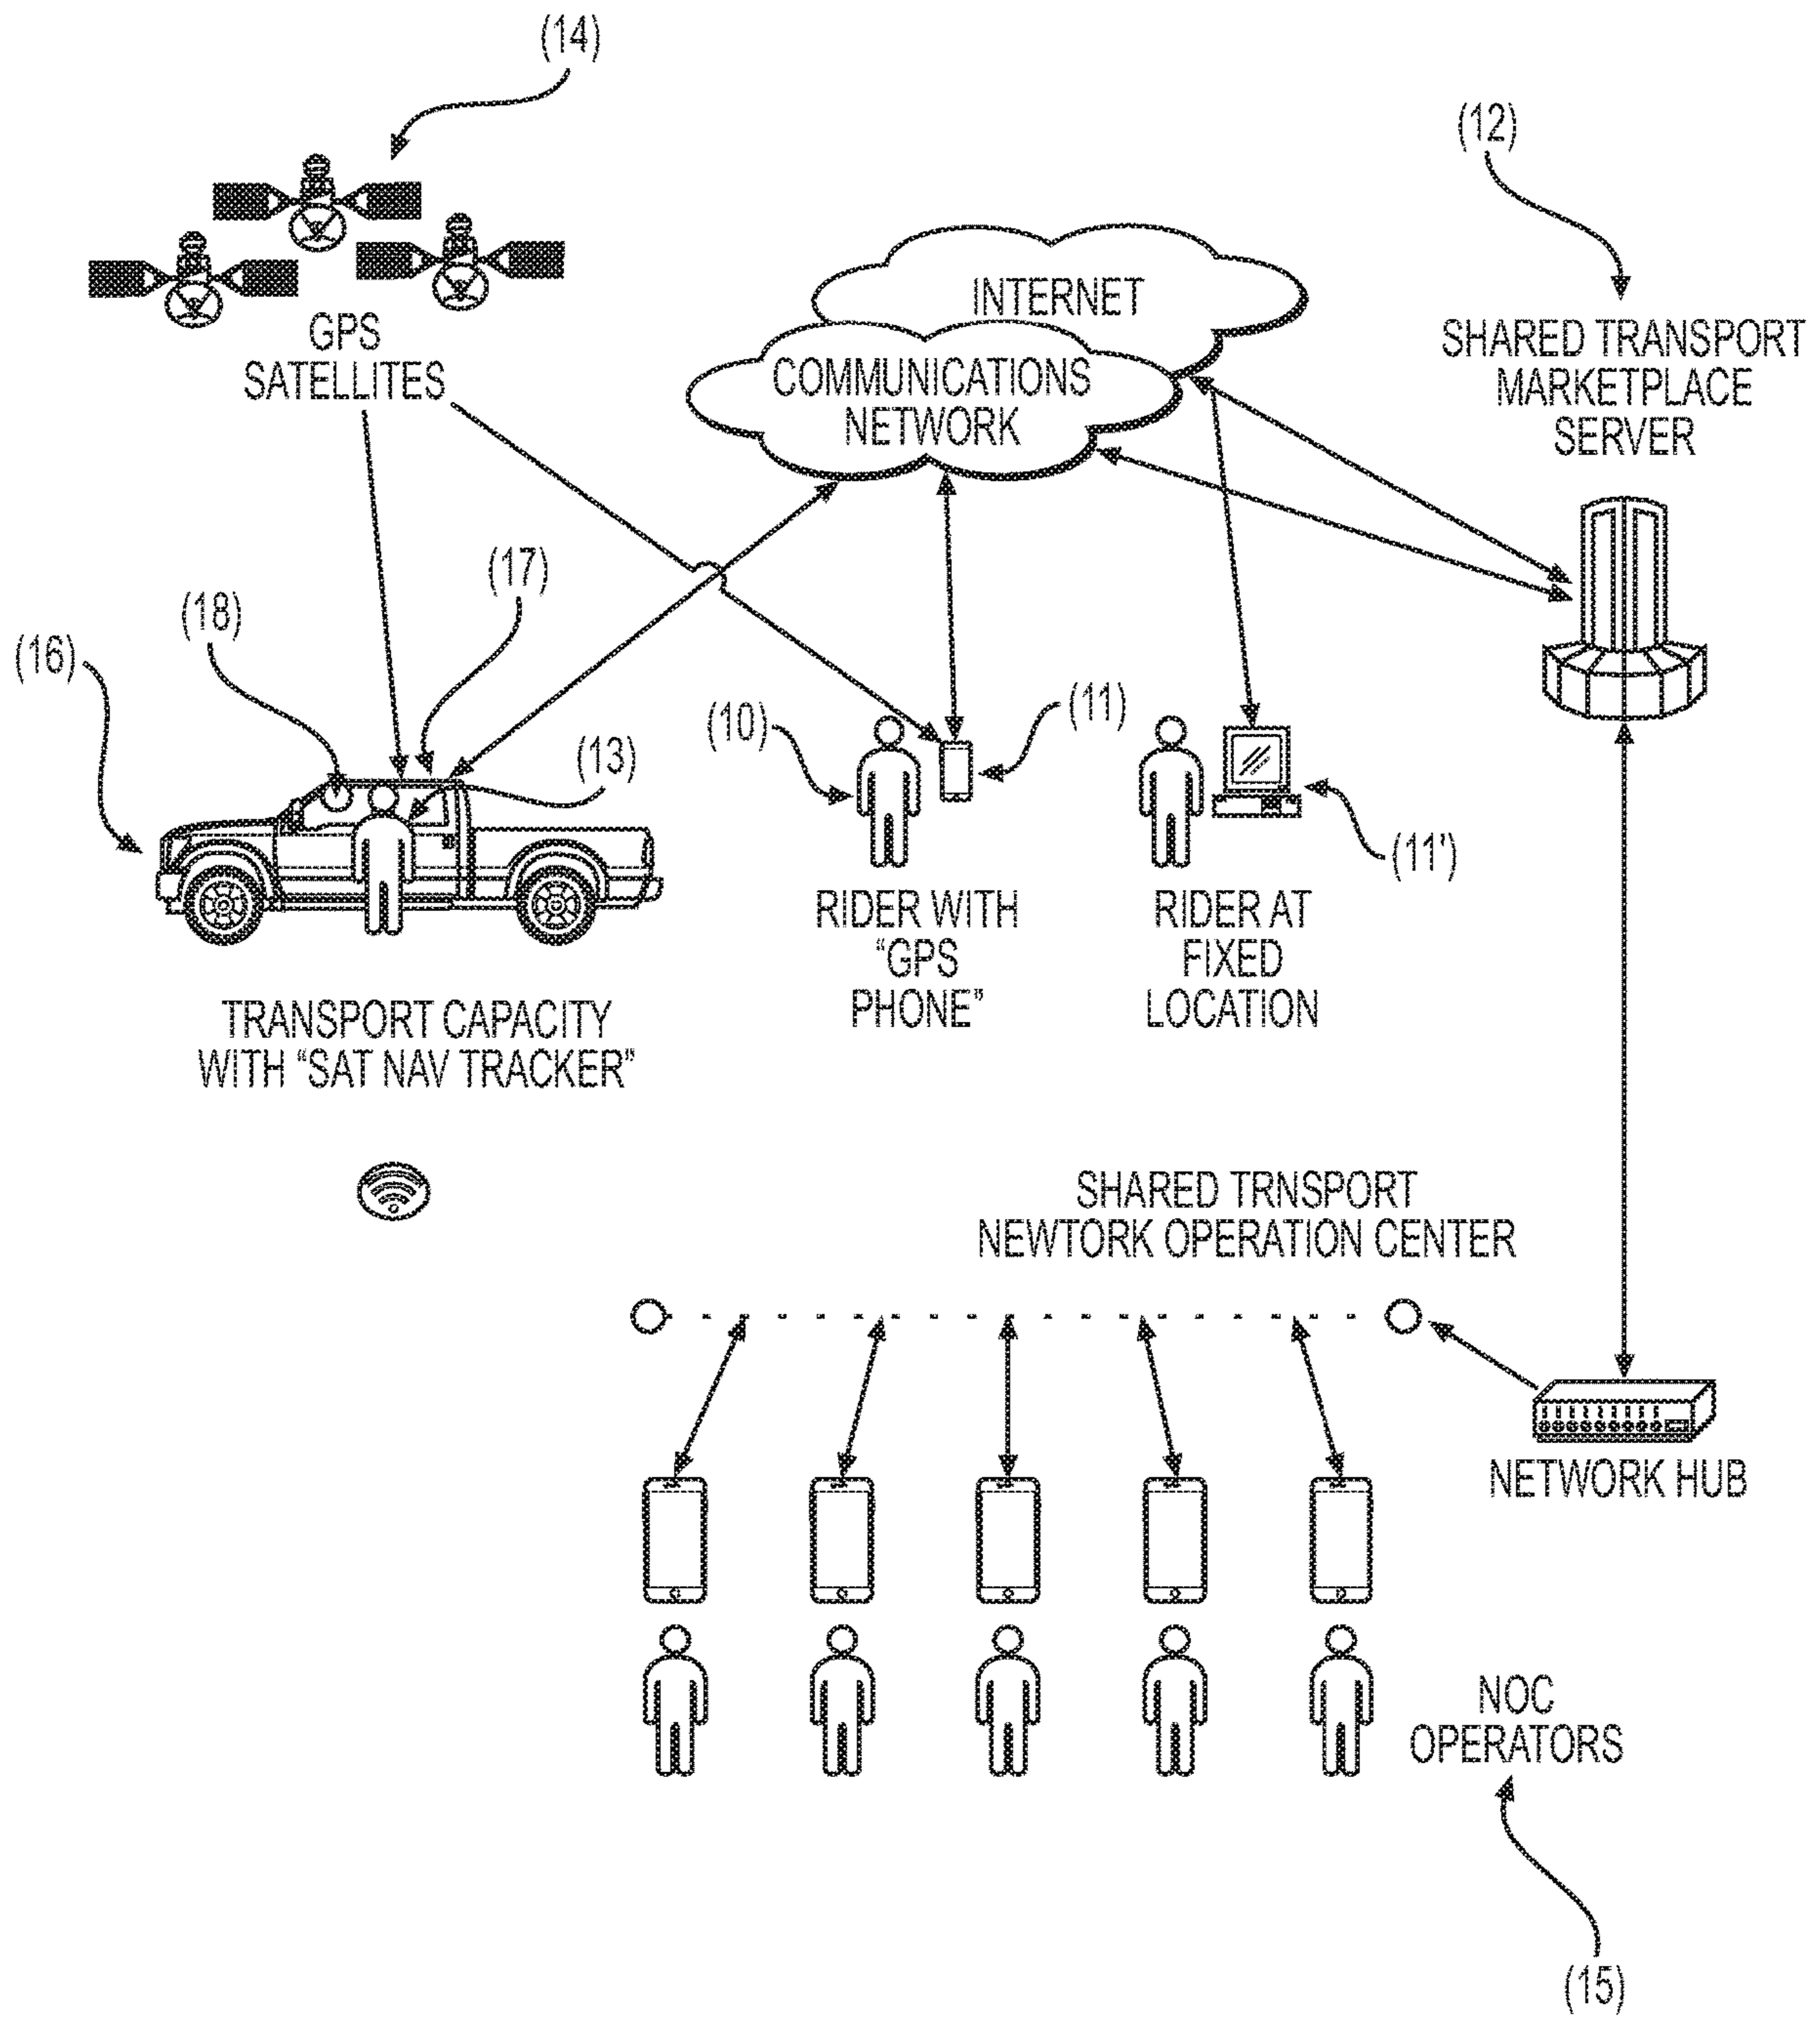 (14)
(12)
INTERNET
GPS
SATELLITES
COMMUNICATIONS
NETWORK
SHARED TRANSPORT
MARKETPLACE
SERVER
(17)
(18)
(16)
(13)
(10)
(11)
(11')
RIDER WITH
"GPS
PHONE"
RIDER AT
FIXED
LOCATION
TRANSPORT CAPACITY
WITH "SAT NAV TRACKER"
SHARED TRNSPORT
NEWTORK OPERATION CENTER
NETWORK HUB
NOC
OPERATORS
(15)